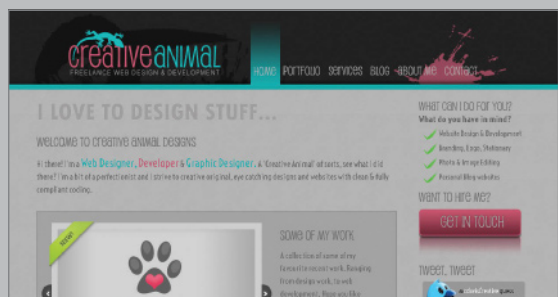 creativeANIMAL
FREELANCE WEB DESIGN & DEVELOPMENT
HOME PORTFOLIO SERVICES BLOG ABOUT ME CONTACT
I LOVE TO DESIGN STUFF...
WELCOME TO CREATIVE ANIMAL DESIGNS
Hi there! I'm a Web Designer, Developer & Graphic Designer. A 'Creative Animal' of sorts, see what I did
there? I'm a bit of a perfectionist and I strive to creative original, eye catching designs and websites with clean & fully
compliant coding.
SOME OF MY WORK
A collection of some of my
favourite recent work. Ranging
from design work, to web
development. Here are
WHAT CAN I DO FOR YOU?
What do you have in mind?
Website Design & Development
Branding, Logo, Stationery
Photo & Image Editing
Personal Blog websites
WANT TO HIRE ME?
GET IN TOUCH
TWEET, TWEET